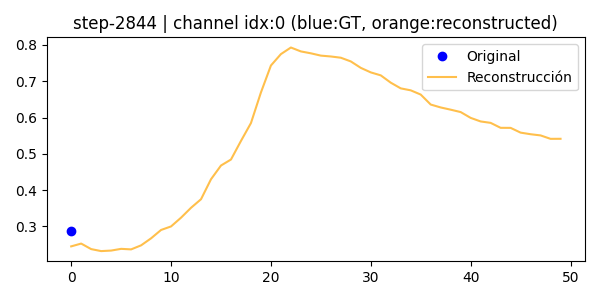 step-2844 | channel idx:0 (blue:GT, orange:reconstructed)
Original
Reconstrucción
0.8
0.7
0.6
0.5
0.4
0.3
0 10 20 30 40 50